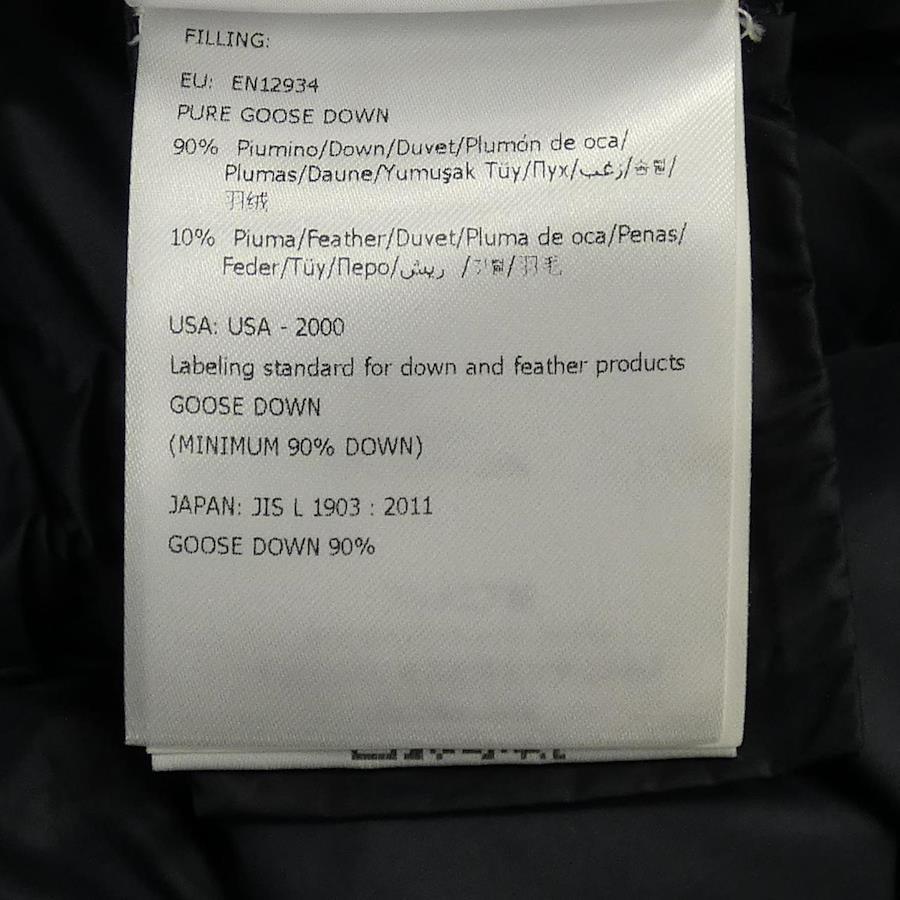 FILLING:
EU: EN12934
PURE GOOSE DOWN
90% Piumino/Down/Duvet/Plumón de oca/
Plumas/Daune/Yumuşak Tüy/Пух/زغب/솜털/
羽绒
10% Piuma/Feather/Duvet/Pluma de oca/Penas/
Feder/Tüy/Перо/ريش /깃털/羽毛
USA: USA - 2000
Labeling standard for down and feather products
GOOSE DOWN
(MINIMUM 90% DOWN)
JAPAN: JIS L 1903 : 2011
GOOSE DOWN 90%